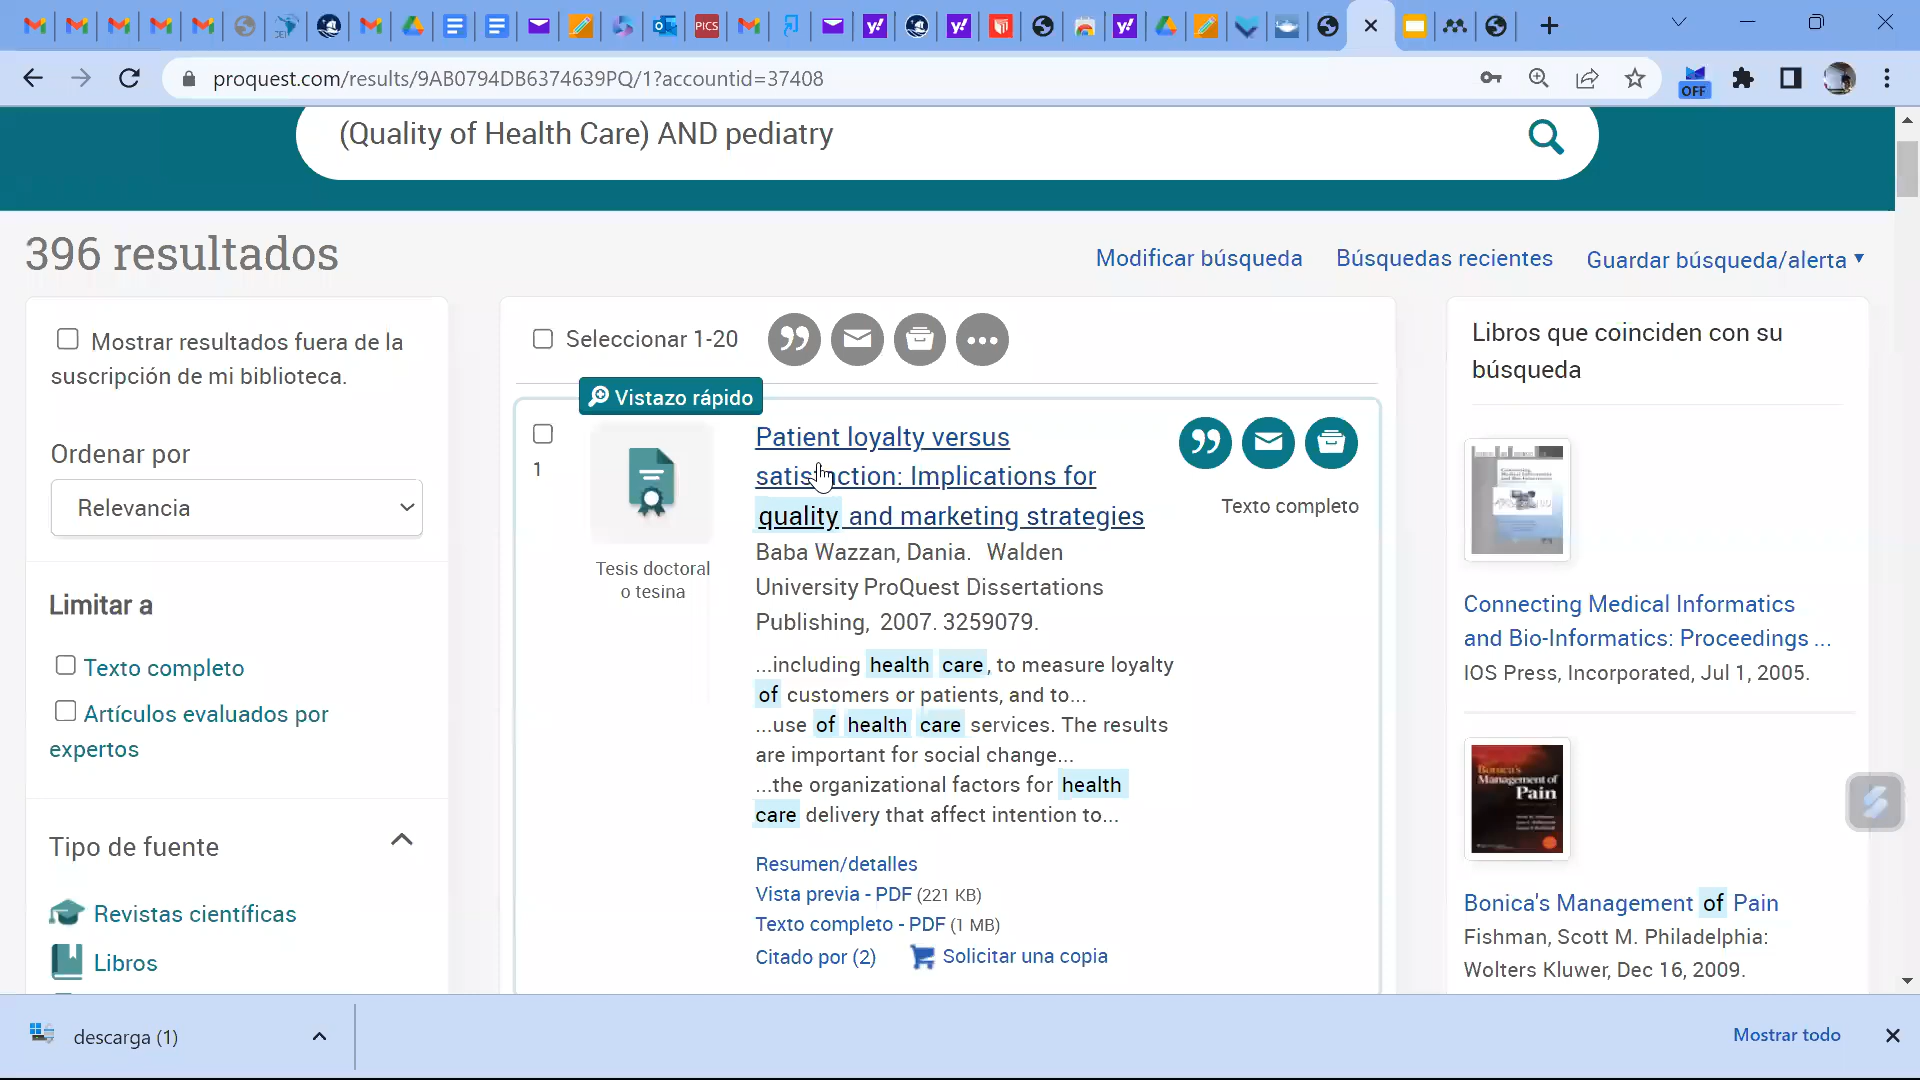 PICS
proquest.com/results/9AB0794DB6374639PQ/1?accountid=37408
OFF
(Quality of Health Care) AND pediatry
396 resultados
Modificar búsqueda
Búsquedas recientes
Guardar búsqueda/alerta
Mostrar resultados fuera de la
suscripción de mi biblioteca.
Ordenar por
Relevancia
Limitar a
Texto completo
Artículos evaluados por
expertos
Tipo de fuente
Revistas científicas
Libros
Seleccionar 1-20
Vistazo rápido
1
Tesis doctoral
o tesina
Patient loyalty versus
satisfaction: Implications for
quality and marketing strategies
Baba Wazzan, Dania. Walden
University ProQuest Dissertations
Publishing, 2007. 3259079.
...including health care, to measure loyalty
of customers or patients, and to...
...use of health care services. The results
are important for social change...
...the organizational factors for health
care delivery that affect intention to...
Resumen/detalles
Vista previa - PDF (221 KB)
Texto completo - PDF (1 MB)
Citado por (2)
Solicitar una copia
Texto completo
Libros que coinciden con su
búsqueda
Connecting Medical Informatics
and Bio-Informatics: Proceedings ...
IOS Press, Incorporated, Jul 1, 2005.
Bonica's
Management of
Pain
Bonica's Management of Pain
Fishman, Scott M. Philadelphia:
Wolters Kluwer, Dec 16, 2009.
descarga (1)
Mostrar todo